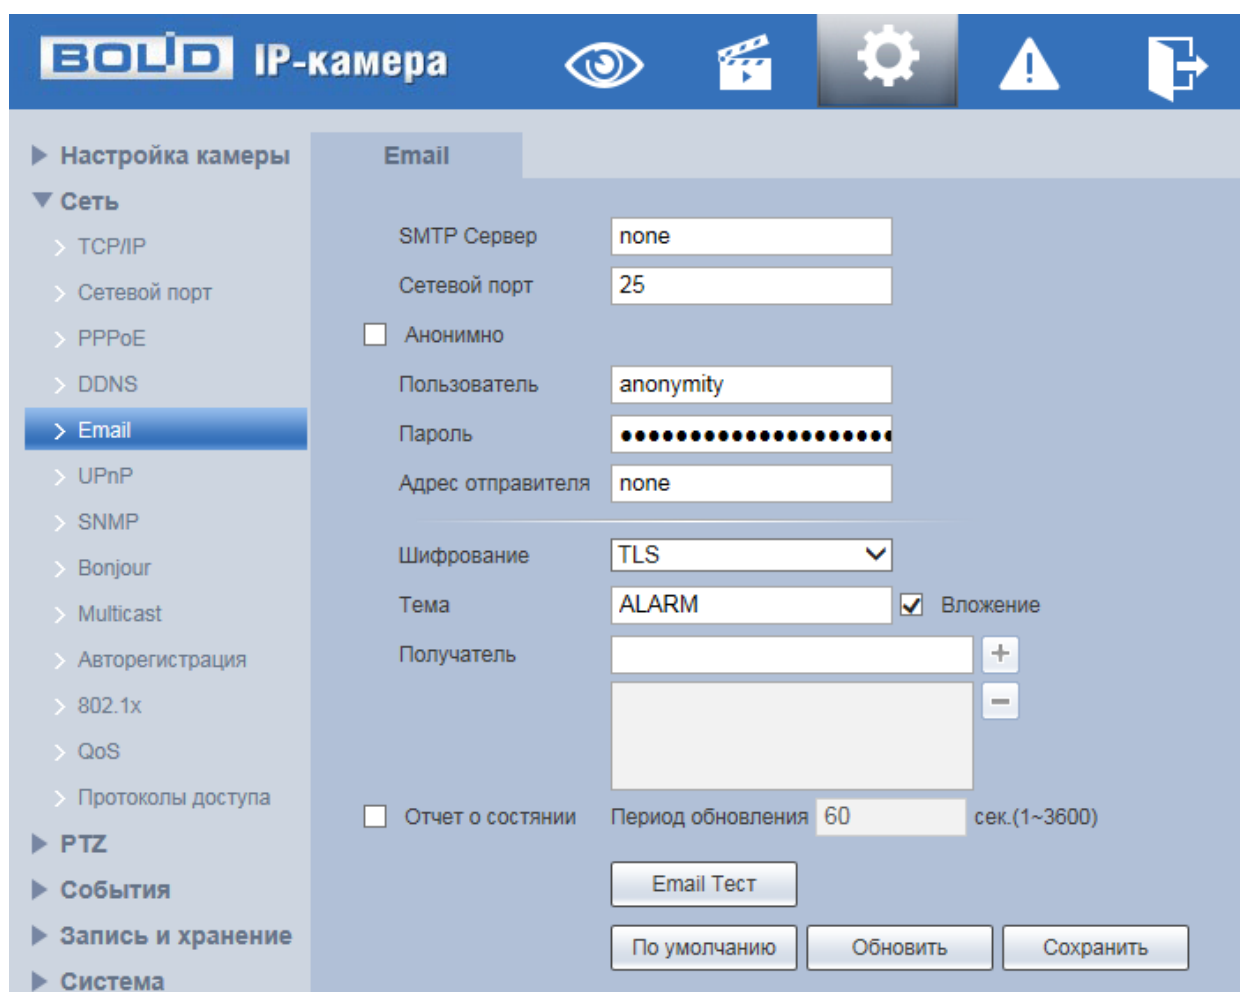 BOLID IP-камера
Настройка камеры
Сеть
TCP/IP
Сетевой порт
PPPoE
DDNS
Email
UPnP
SNMP
Bonjour
Multicast
Авторегистрация
802.1x
QoS
Протоколы доступа
PTZ
События
Запись и хранение
Система
Email
SMTP Сервер none
Сетевой порт 25
Анонимно
Пользователь anonymity
Пароль ••••••••••••••••••••
Адрес отправителя none
Шифрование TLS
Тема ALARM Вложение
Получатель +
−
Отчет о состянии Период обновления 60 сек.(1~3600)
Email Тест
По умолчанию Обновить Сохранить